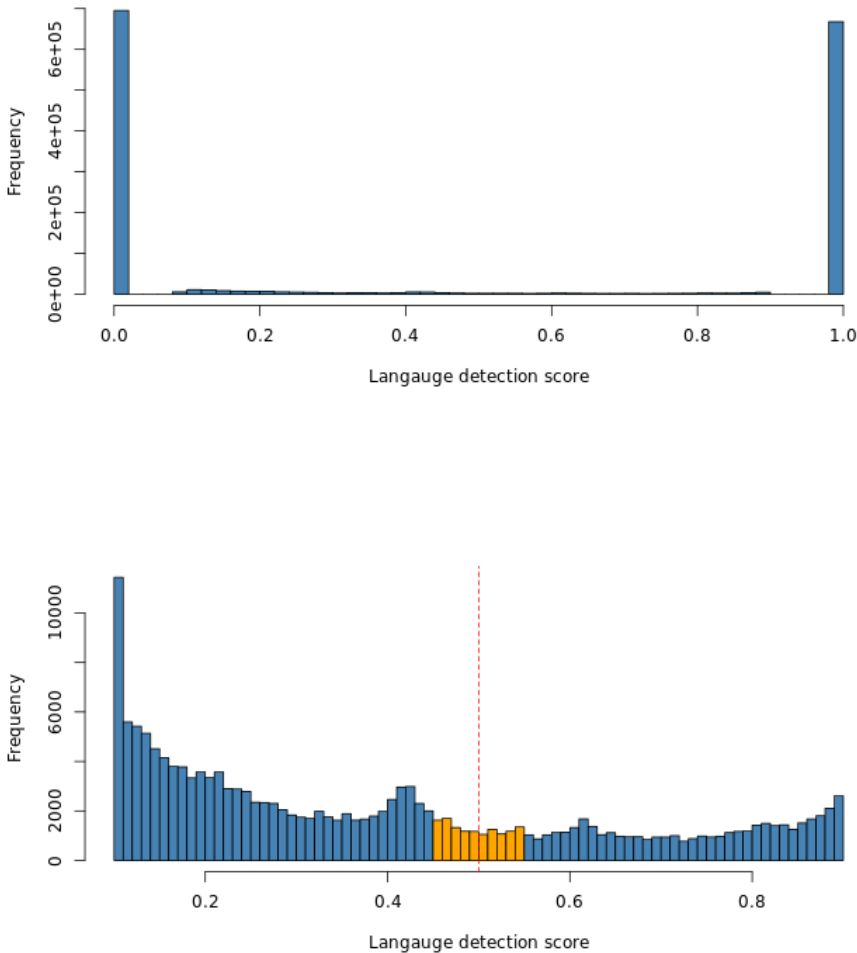 6e+05
4e+05
2e+05
0e+00
Frequency
0.0 0.2 0.4 0.6 0.8 1.0
Langauge detection score
10000
6000
2000
0
Frequency
0.2 0.4 0.6 0.8
Langauge detection score